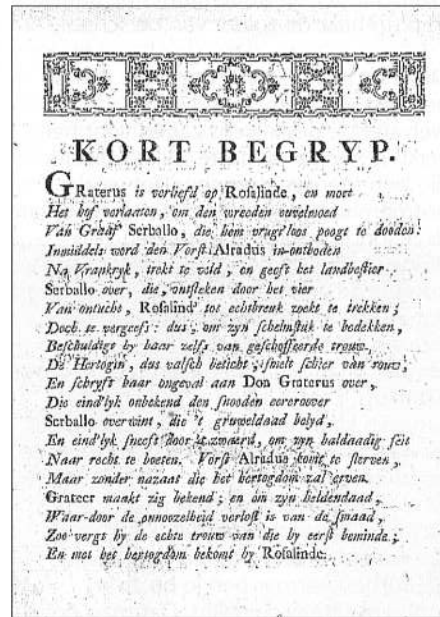 KORT BEGRYP.
GRaterus is verliefd op Rosalinde, en moet
Het hof verlaaten, om den wreeden euvelmoed
Van Graaf Serballo, die hem vrugt'loos poogt te dooden:
Inmiddels word den Vorst Alradus in-ontboden
Na Vrankryk, trekt te veld, en geeft het landbestier
Serballo over, die, ontsteken door het vier
Van ontucht, Rosalind' tot echtbreuk zoekt te trekken;
Doch te vergeefs: dus, om zyn schelmstuk te bedekken,
Beschuldigt hy haar zelfs van geschoffeerde trouw.
De Hertogin, dus valsch beticht, smelt schier van rouw,
En schryft haar ongeval aan Don Graterus over,
Die eind'lyk onbekend den snooden eererover
Serballo overwint, die 't gruweldaad belyd,
En eind'lyk sneeft door 't zwaard, om zyn baldaadig feit
Naar recht te boeten. Vorst Alradus komt te sterven,
Maar zonder nazaat die het hertogdom zal erven.
Grateer maakt zig bekend; en om zyn heldendaad,
Waar-door de onnoozelheid verlost is van de smaad,
Zoo vergt hy de echte trouw van die hy eerst beminde;
En met het hertogdom bekomt hy Rosalinde.